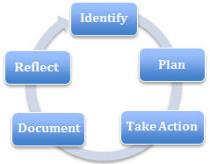 Identify
Plan
Take Action
Document
Reflect